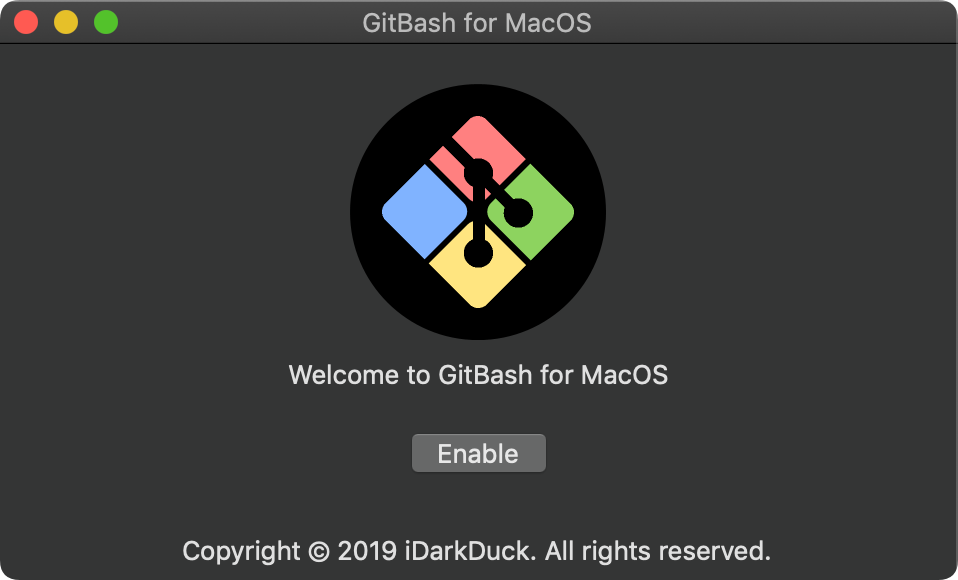 GitBash for MacOS
Welcome to GitBash for MacOS
Enable
Copyright © 2019 iDarkDuck. All rights reserved.